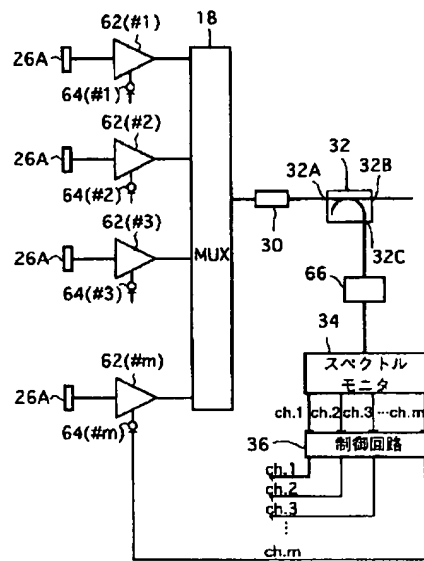 18
62(#1)
26A
64(#1)
62(#2)
26A
64(#2)
62(#3)
26A
64(#3)
MUX
30
32
32A
32B
32C
66
34
スペクトル
モニタ
ch.1 ch.2 ch.3 …ch.m
36
制御回路
ch.1
ch.2
ch.3
⋮
ch.m
62(#m)
26A
64(#m)